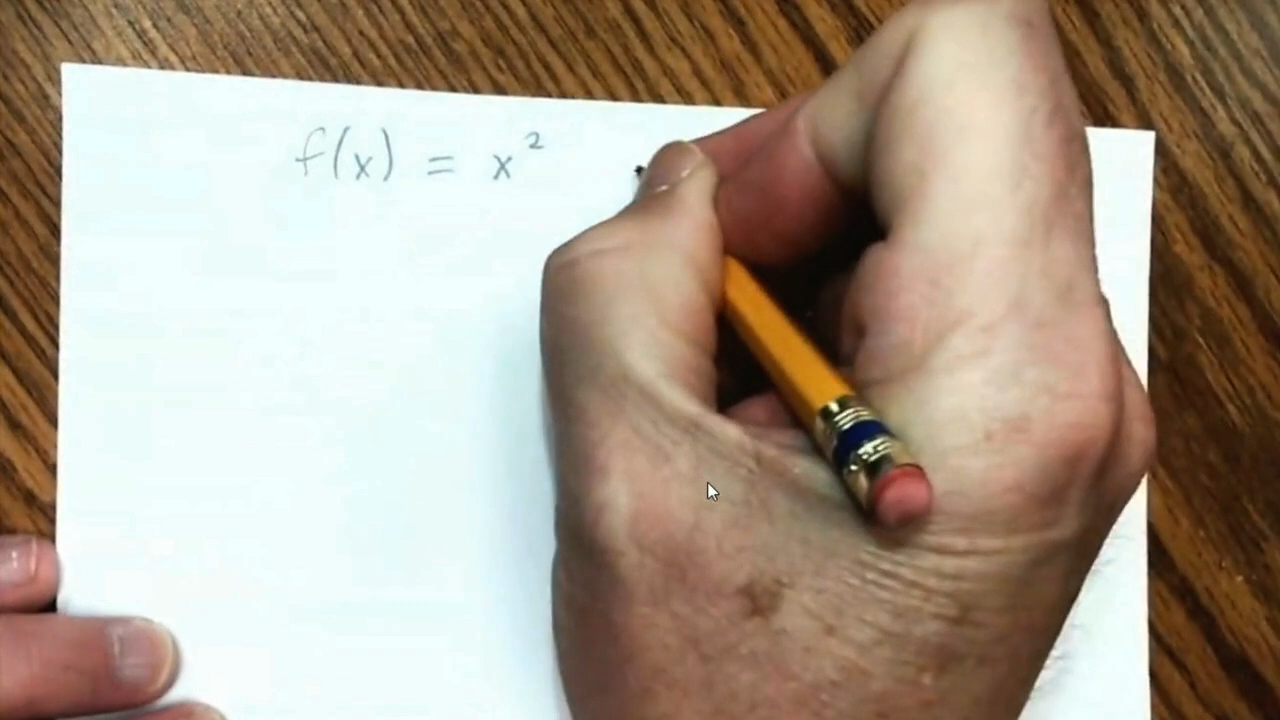 f(x) = x²